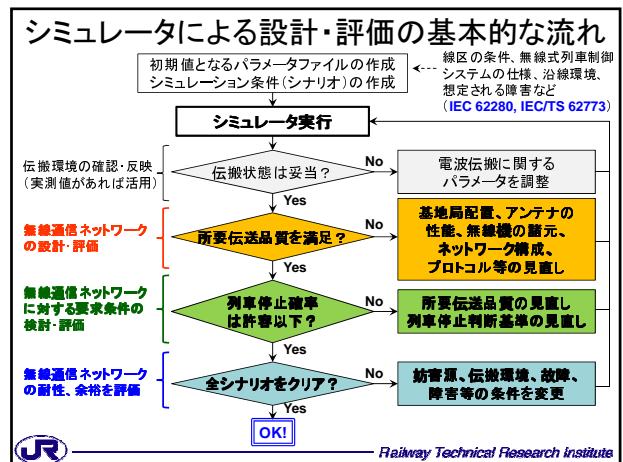 シミュレータによる設計・評価の基本的な流れ
初期値となるパラメータファイルの作成
シミュレーション条件(シナリオ)の作成
線区の条件、無線式列車制御
システムの仕様、沿線環境、
想定される障害など
(IEC 62280, IEC/TS 62773)
シミュレータ実行
伝搬環境の確認・反映
(実測値があれば活用)
伝搬状態は妥当?
No
電波伝搬に関する
パラメータを調整
Yes
無線通信ネットワーク
の設計・評価
所要伝送品質を満足?
No
基地局配置、アンテナの
性能、無線機の諸元、
ネットワーク構成、
プロトコル等の見直し
Yes
無線通信ネットワーク
に対する要求条件の
検討・評価
列車停止確率
は許容以下?
No
所要伝送品質の見直し
列車停止判断基準の見直し
Yes
無線通信ネットワーク
の耐性、余裕を評価
全シナリオをクリア?
No
妨害源、伝搬環境、故障、
障害等の条件を変更
Yes
OK!
JR
Railway Technical Research Institute